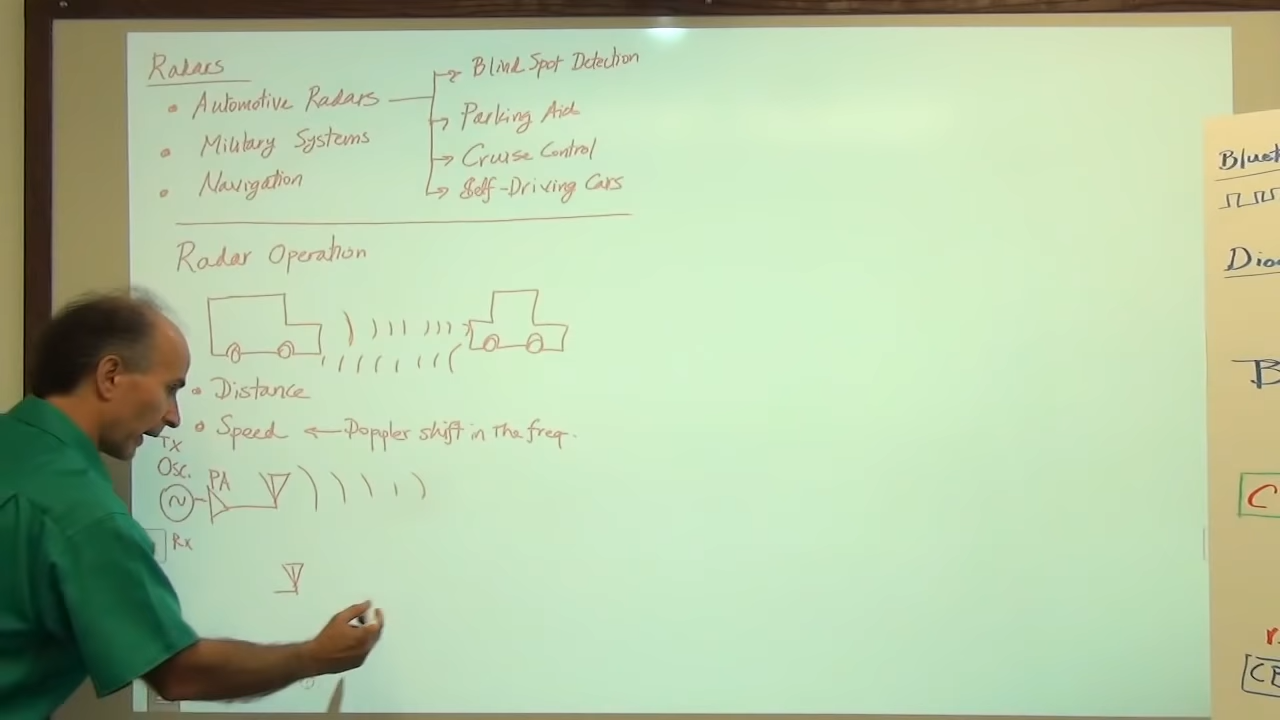 Radars
• Automotive Radars
• Military Systems
• Navigation
Blind Spot Detection
Parking Aid
Cruise Control
Self-Driving Cars
Radar Operation
• Distance
• Speed ← Doppler shift in the freq.
TX
Osc.
PA
Rx
B
C